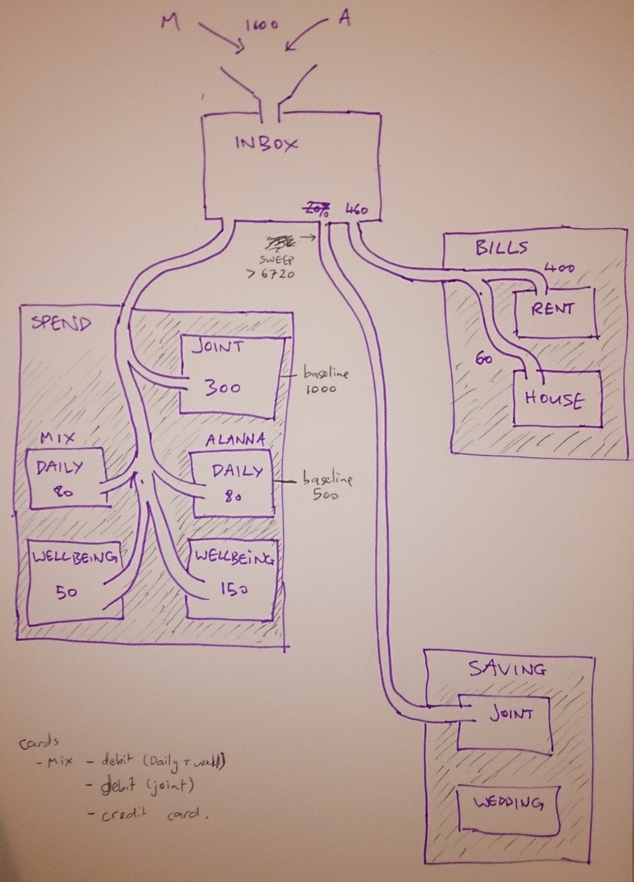 M 1600 A
INBOX
20% 460
SWEEP
> 6720
BILLS
400
RENT
60
HOUSE
SPEND
JOINT
300
baseline
1000
MIX
DAILY
80
ALANNA
DAILY
80
baseline
500
WELLBEING
50
WELLBEING
150
SAVING
JOINT
WEDDING
cards
- Mix - debit (Daily + well)
- debit (joint)
- credit card.